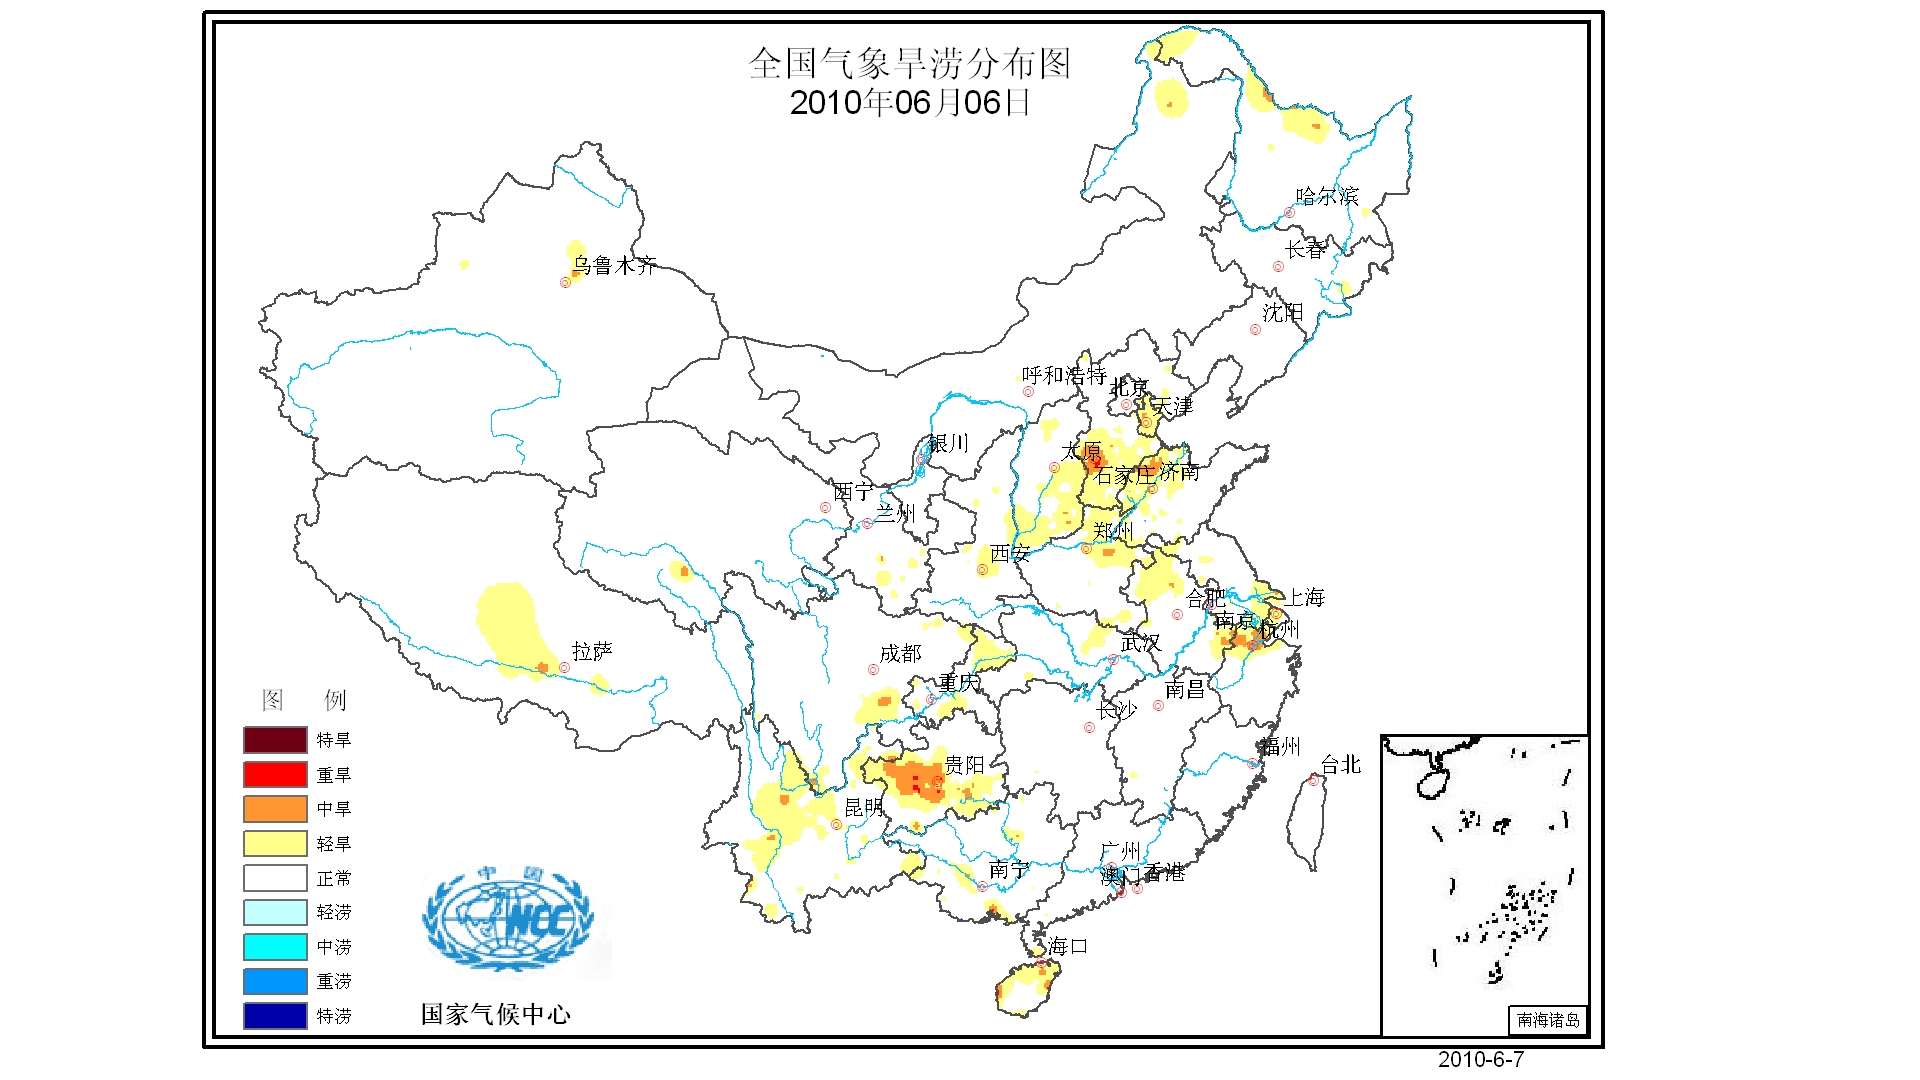 全国气象旱涝分布图
2010年06月06日
哈尔滨
长春
乌鲁木齐
沈阳
呼和浩特
北京
天津
银川
太原
石家庄
济南
西宁
兰州
郑州
西安
合肥
上海
南京
杭州
武汉
拉萨
成都
重庆
南昌
长沙
福州
台北
贵阳
昆明
广州
南宁
澳门
香港
海口
图 例
特旱
重旱
中旱
轻旱
正常
轻涝
中涝
重涝
特涝
中国
NCC
国家气候中心
南海诸岛
2010-6-7